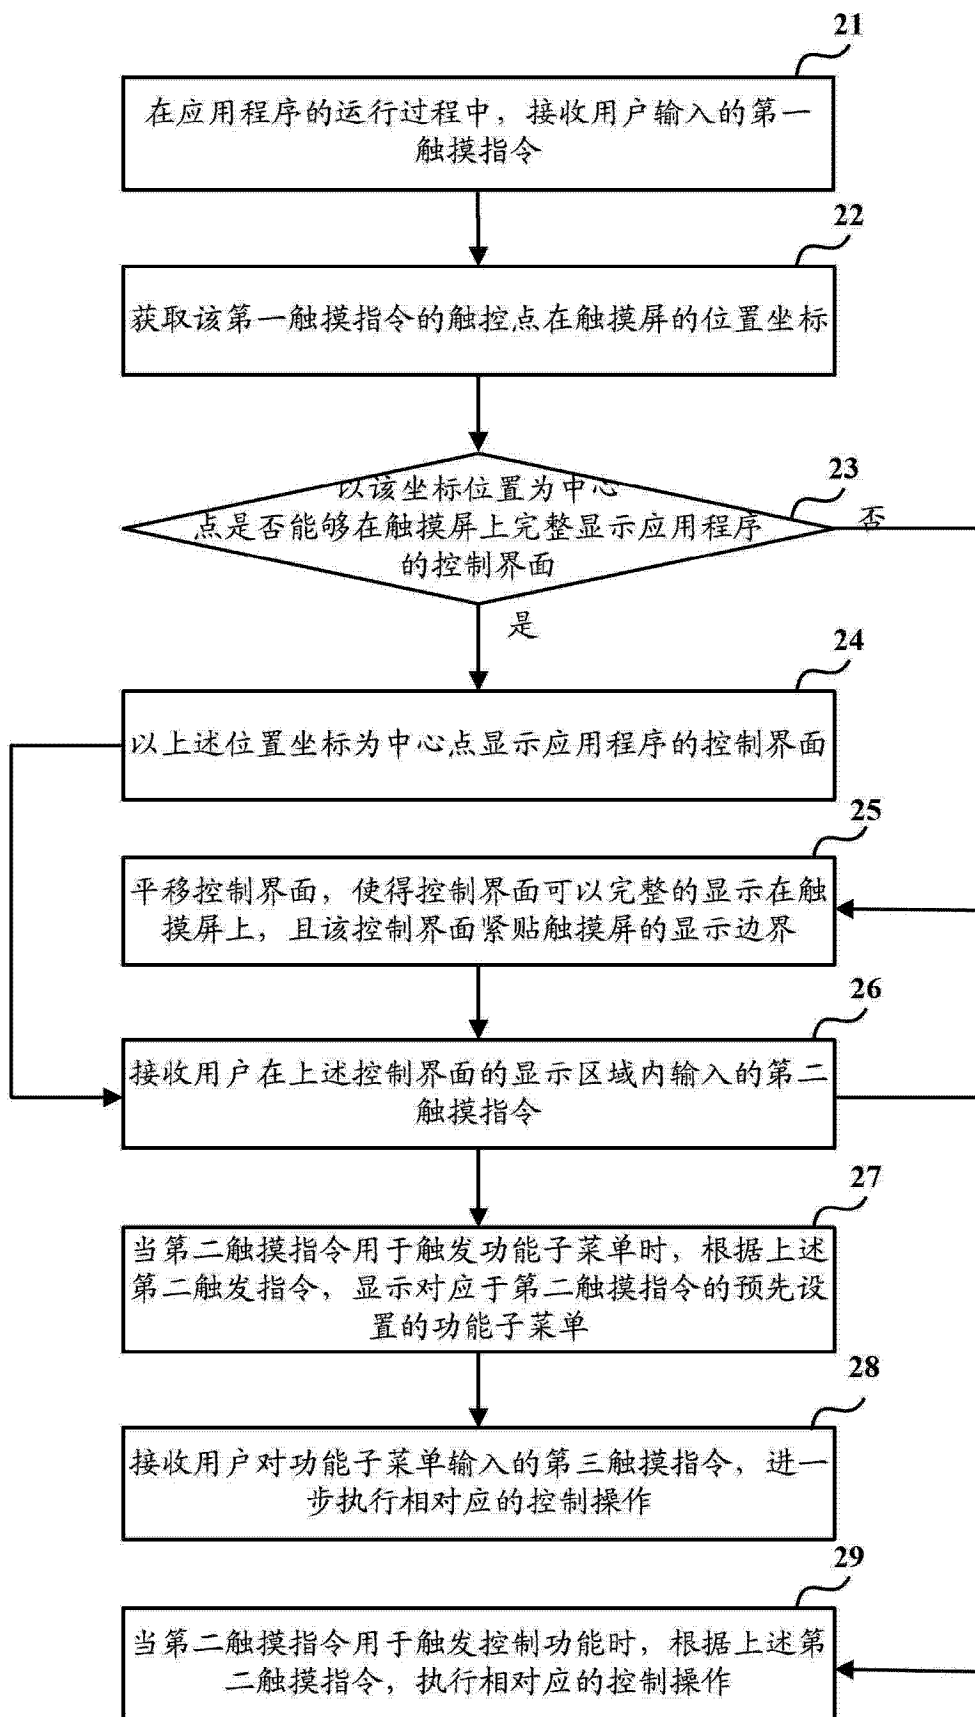 21
在应用程序的运行过程中，接收用户输入的第一
触摸指令
22
获取该第一触摸指令的触控点在触摸屏的位置坐标
23
以该坐标位置为中心
点是否能够在触摸屏上完整显示应用程序
的控制界面
否
是
24
以上述位置坐标为中心点显示应用程序的控制界面
25
平移控制界面，使得控制界面可以完整的显示在触
摸屏上，且该控制界面紧贴触摸屏的显示边界
26
接收用户在上述控制界面的显示区域内输入的第二
触摸指令
27
当第二触摸指令用于触发功能子菜单时，根据上述
第二触发指令，显示对应于第二触摸指令的预先设
置的功能子菜单
28
接收用户对功能子菜单输入的第三触摸指令，进一
步执行相对应的控制操作
29
当第二触摸指令用于触发控制功能时，根据上述第
二触摸指令，执行相对应的控制操作